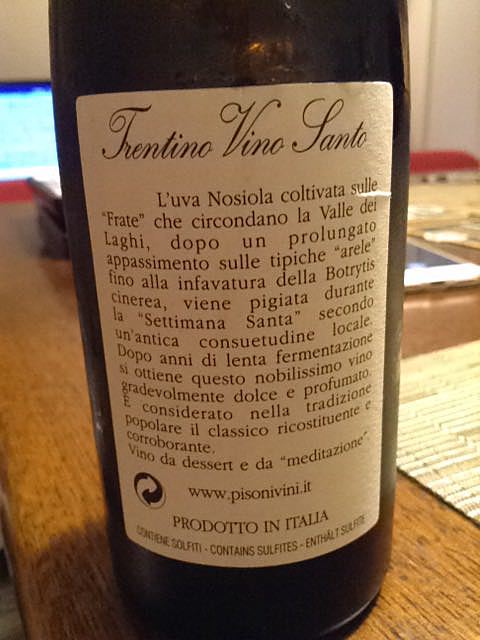 Trentino Vino Santo
L'uva Nosiola coltivata sulle
"Frate" che circondano la Valle dei
Laghi, dopo un prolungato
appassimento sulle tipiche "arele"
fino alla infavatura della Botrytis
cinerea, viene pigiata durante
la "Settimana Santa" secondo
un'antica consuetudine locale.
Dopo anni di lenta fermentazione
si ottiene questo nobilissimo vino
gradevolmente dolce e profumato.
È considerato nella tradizione
popolare il classico ricostituente e
corroborante.
Vino da dessert e da "meditazione".
www.pisonivini.it
PRODOTTO IN ITALIA
CONTIENE SOLFITI - CONTAINS SULFITES - ENTHÄLT SULFITE